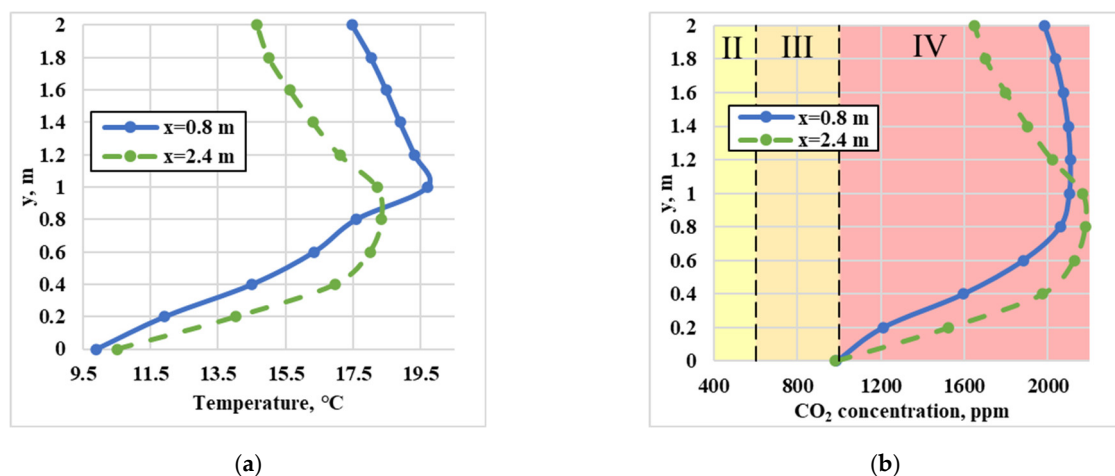 2
1.8
1.6
1.4
1.2
1
0.8
0.6
0.4
0.2
0
y, m
x=0.8 m
x=2.4 m
9.5 11.5 13.5 15.5 17.5 19.5
Temperature, °C
(a)
2
1.8
1.6
1.4
1.2
1
0.8
0.6
0.4
0.2
0
y, m
II III IV
x=0.8 m
x=2.4 m
400 800 1200 1600 2000
CO₂ concentration, ppm
(b)